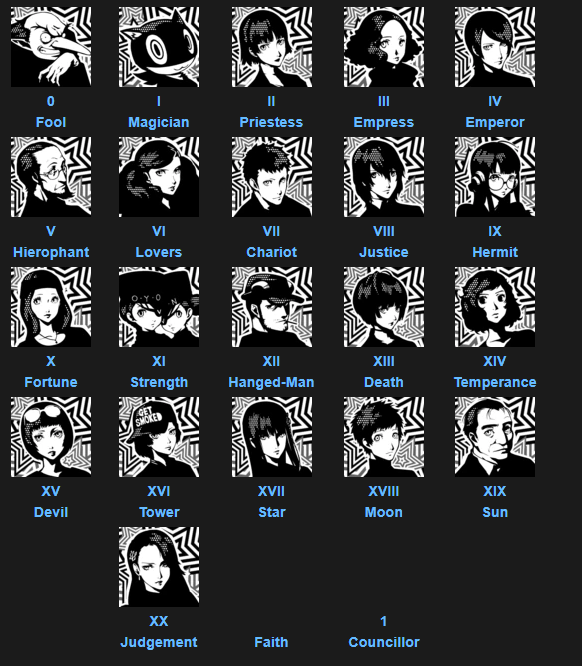 0 I II III IV
Fool Magician Priestess Empress Emperor
V VI VII VIII IX
Hierophant Lovers Chariot Justice Hermit
O·Y·O
X XI XII XIII XIV
Fortune Strength Hanged-Man Death Temperance
GET
SMOKED
XV XVI XVII XVIII XIX
Devil Tower Star Moon Sun
XX 1
Judgement Faith Councillor